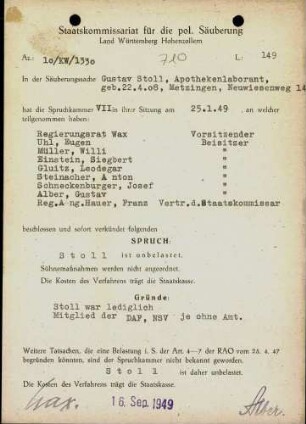 Staatskommissariat für die pol. Säuberung
Land Württemberg Hohenzollern
Nr.: 10/KW/1330 710 L: 149
In der Säuberungssache Gustav Stoll, Apothekenlaborant,
geb.22.4.08, Metzingen, Neuwiesenweg 14
hat die Spruchkammer VII in ihrer Sitzung am 25.1.49 an welcher
teilgenommen haben:
Regierungsrat Wax Vorsitzender
Uhl, Eugen Beisitzer
Müller, Willi "
Einstein, Siegbert "
Gluitz, Leodegar "
Steinacher, Anton "
Schneckenburger, Josef "
Alber, Gustav "
Reg.Ang.Hauer, Franz Vertr.d.Staatskommissar
beschlossen und sofort verkündet folgenden
SPRUCH:
Stoll ist unbelastet.
Sühnemaßnahmen werden nicht angeordnet.
Die Kosten des Verfahrens trägt die Staatskasse.
Gründe:
Stoll war lediglich
Mitglied der DAF, NSV je ohne Amt.
Weitere Tatsachen, die eine Belastung i. S. der Art. 4—7 der RAO vom 24. 4. 47
begründen könnten, sind der Spruchkammer nicht bekannt geworden.
Stoll ist daher unbelastet.
Die Kosten des Verfahrens trägt die Staatskasse.
Wax. 16. Sep. 1949 Alber.